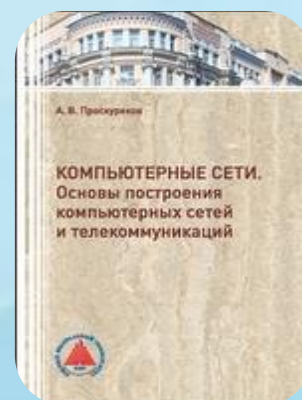 А. В. Проскуряков
КОМПЬЮТЕРНЫЕ СЕТИ.
Основы построения
компьютерных сетей
и телекоммуникаций